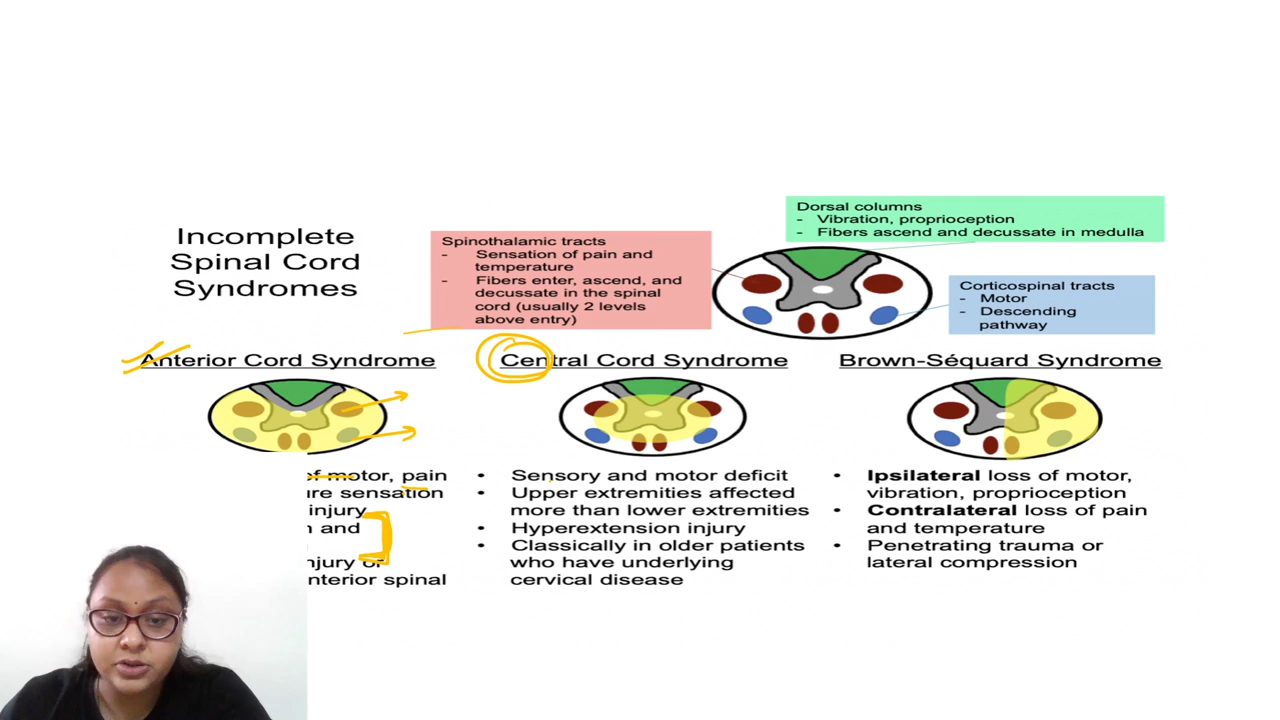 Incomplete
Spinal Cord
Syndromes
Spinothalamic tracts
- Sensation of pain and
temperature
- Fibers enter, ascend, and
decussate in the spinal
cord (usually 2 levels
above entry)
Dorsal columns
- Vibration, proprioception
- Fibers ascend and decussate in medulla
Corticospinal tracts
- Motor
- Descending
pathway
Anterior Cord Syndrome
of motor, pain
sensation
injury
and
or
spinal
Central Cord Syndrome
• Sensory and motor deficit
• Upper extremities affected
more than lower extremities
• Hyperextension injury
• Classically in older patients
who have underlying
cervical disease
Brown-Séquard Syndrome
• Ipsilateral loss of motor,
vibration, proprioception
• Contralateral loss of pain
and temperature
• Penetrating trauma or
lateral compression